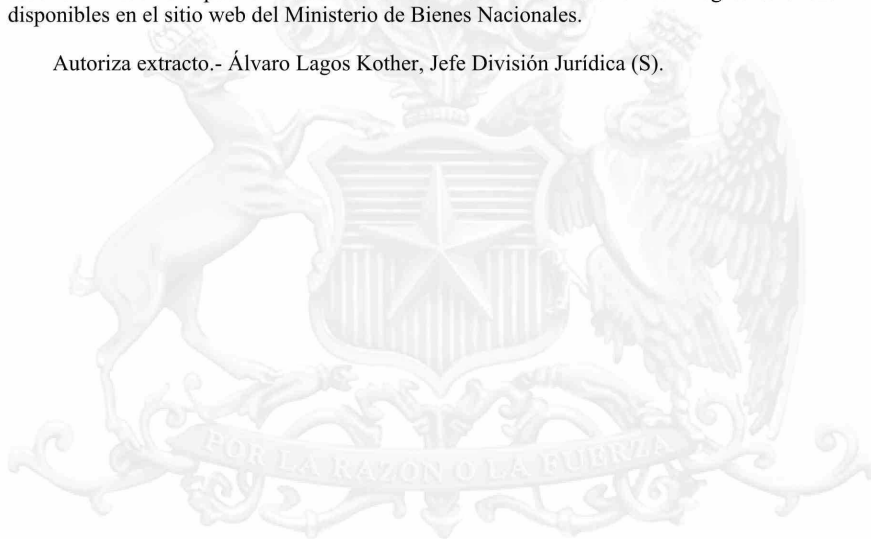 disponibles en el sitio web del Ministerio de Bienes Nacionales.
Autoriza extracto.- Álvaro Lagos Kother, Jefe División Jurídica (S).
POR LA RAZÓN O LA FUERZA